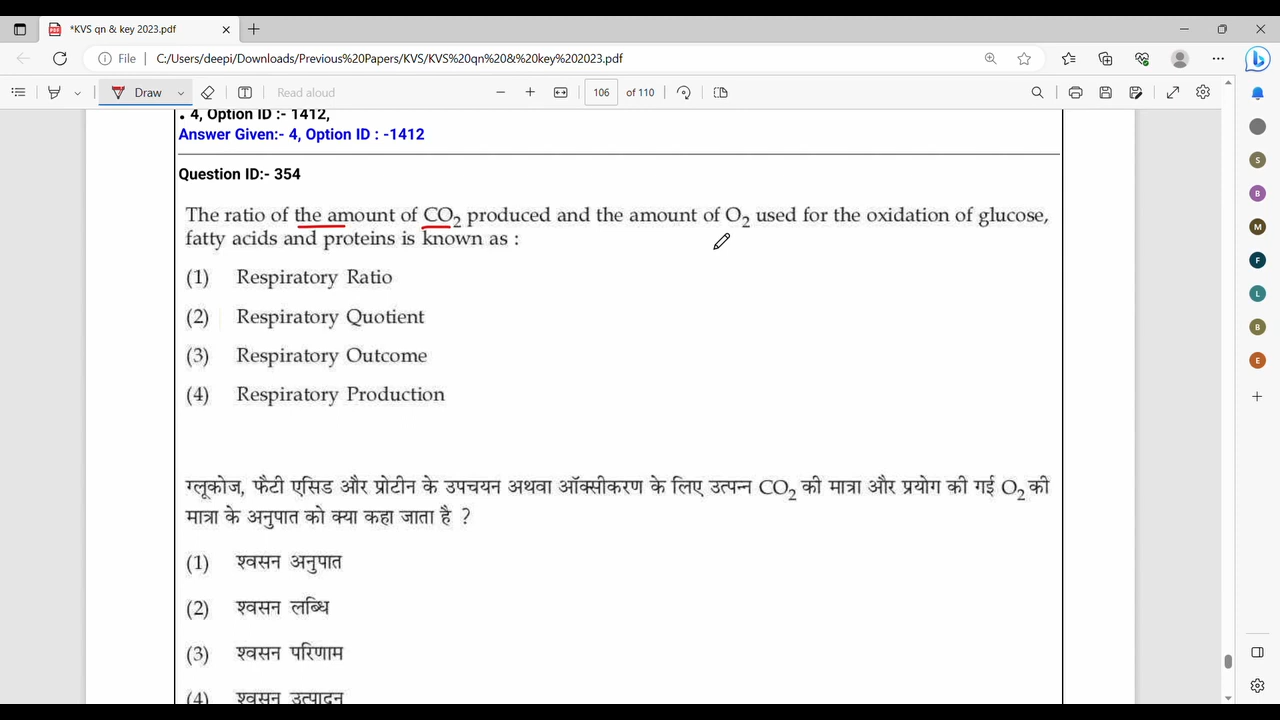 *KVS qn & key 2023.pdf
File
C:/Users/deepi/Downloads/Previous%20Papers/KVS/KVS%20qn%20&%20key%202023.pdf
Draw
Read aloud
106 of 110
. 4, Option ID :- 1412,
Answer Given:- 4, Option ID : -1412
Question ID:- 354
The ratio of the amount of CO2 produced and the amount of O2 used for the oxidation of glucose,
fatty acids and proteins is known as :
(1) Respiratory Ratio
(2) Respiratory Quotient
(3) Respiratory Outcome
(4) Respiratory Production
ग्लूकोज, फैटी एसिड और प्रोटीन के उपचयन अथवा ऑक्सीकरण के लिए उत्पन्न CO2 की मात्रा और प्रयोग की गई O2 की
मात्रा के अनुपात को क्या कहा जाता है ?
(1) श्वसन अनुपात
(2) श्वसन लब्धि
(3) श्वसन परिणाम
(4) श्वसन उत्पादन
S
B
M
F
L
B
E